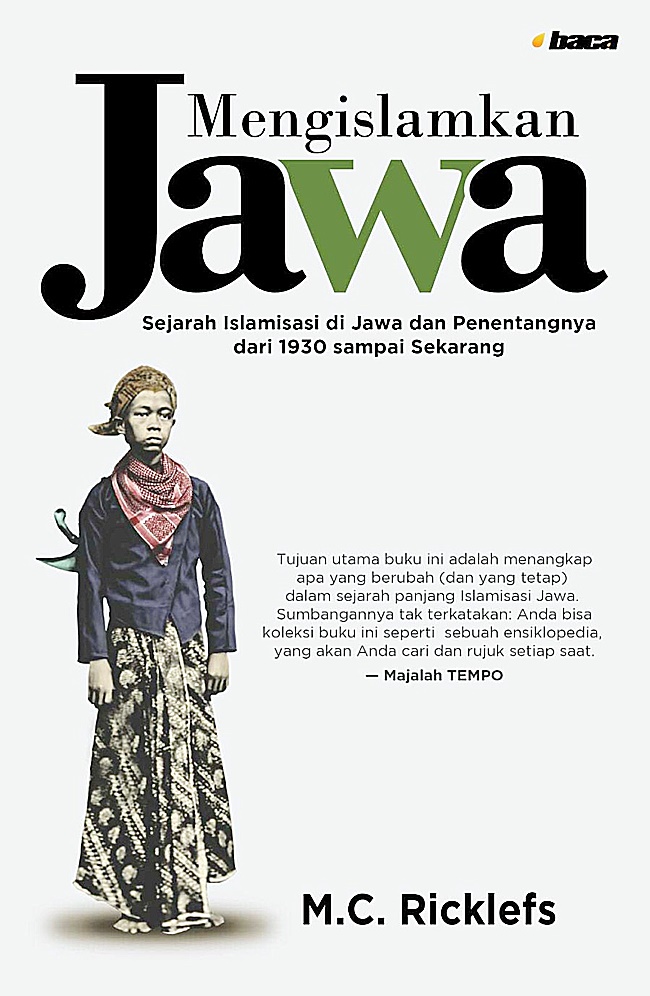 baca
Mengislamkan
Jawa
Sejarah Islamisasi di Jawa dan Penentangnya
dari 1930 sampai Sekarang
Tujuan utama buku ini adalah menangkap
apa yang berubah (dan yang tetap)
dalam sejarah panjang Islamisasi Jawa.
Sumbangannya tak terkatakan: Anda bisa
koleksi buku ini seperti sebuah ensiklopedia,
yang akan Anda cari dan rujuk setiap saat.
— Majalah TEMPO
M.C. Ricklefs